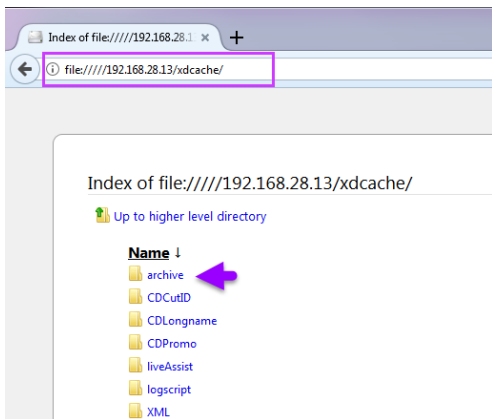 Index of file://///192.168.28.1
file://///192.168.28.13/xdcache/
Index of file://///192.168.28.13/xdcache/
Up to higher level directory
Name ↓
archive
CDCutID
CDLongname
CDPromo
liveAssist
logscript
XML